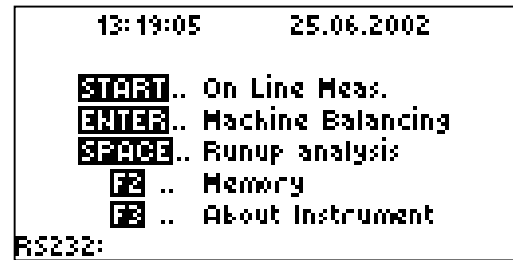 13:19:05 25.06.2002
START.. On Line Meas.
ENTER.. Machine Balancing
SPACE.. Runup analysis
F2 .. Memory
F3 .. About Instrument
RS232: